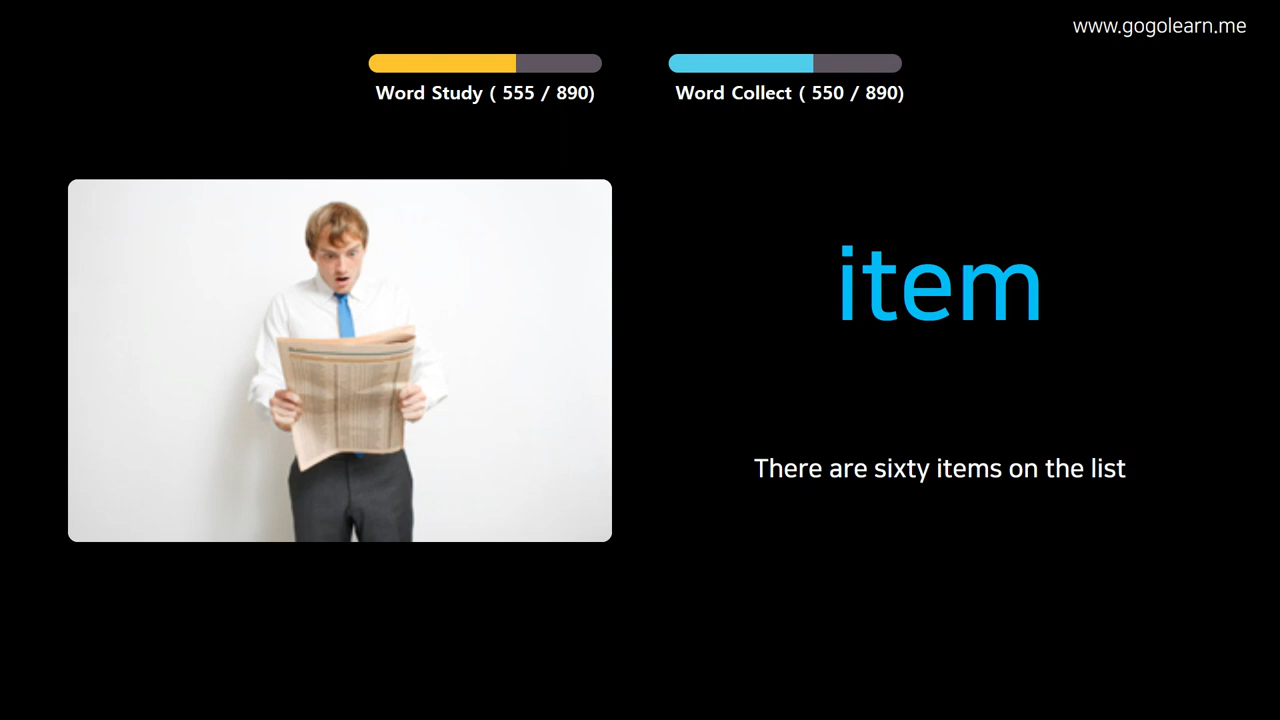 www.gogolearn.me
Word Study ( 555 / 890)
Word Collect ( 550 / 890)
item
There are sixty items on the list